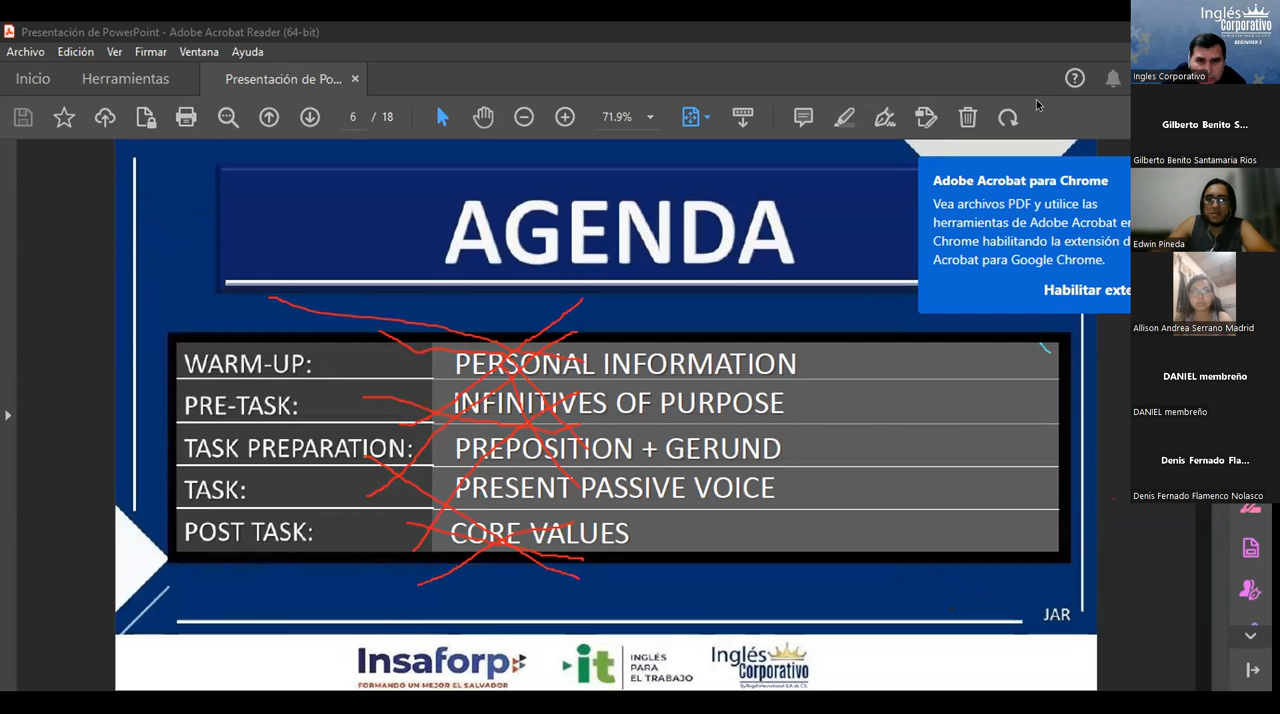 Presentación de PowerPoint - Adobe Acrobat Reader (64-bit)
Archivo Edición Ver Firmar Ventana Ayuda
Inicio Herramientas Presentación de Po... ×
6 / 18 71.9%
AGENDA
WARM-UP: PERSONAL INFORMATION
PRE-TASK: INFINITIVES OF PURPOSE
TASK PREPARATION: PREPOSITION + GERUND
TASK: PRESENT PASSIVE VOICE
POST TASK: CORE VALUES
JAR
Insaforp
FORMANDO UN MEJOR EL SALVADOR
it
INGLÉS
PARA
EL TRABAJO
Inglés
Corporativo
Adobe Acrobat para Chrome
Vea archivos PDF y utilice las
herramientas de Adobe Acrobat en
Chrome habilitando la extensión d
Acrobat para Google Chrome.
Habilitar exte
Inglés
Corporativo
BEGINNER 2
Ingles Corporativo
Gilberto Benito S...
Gilberto Benito Santamaria Rios
Edwin Pineda
Allison Andrea Serrano Madrid
DANIEL membreño
DANIEL membreño
Denis Fernado Fla...
Denis Fernado Flamenco Nolasco